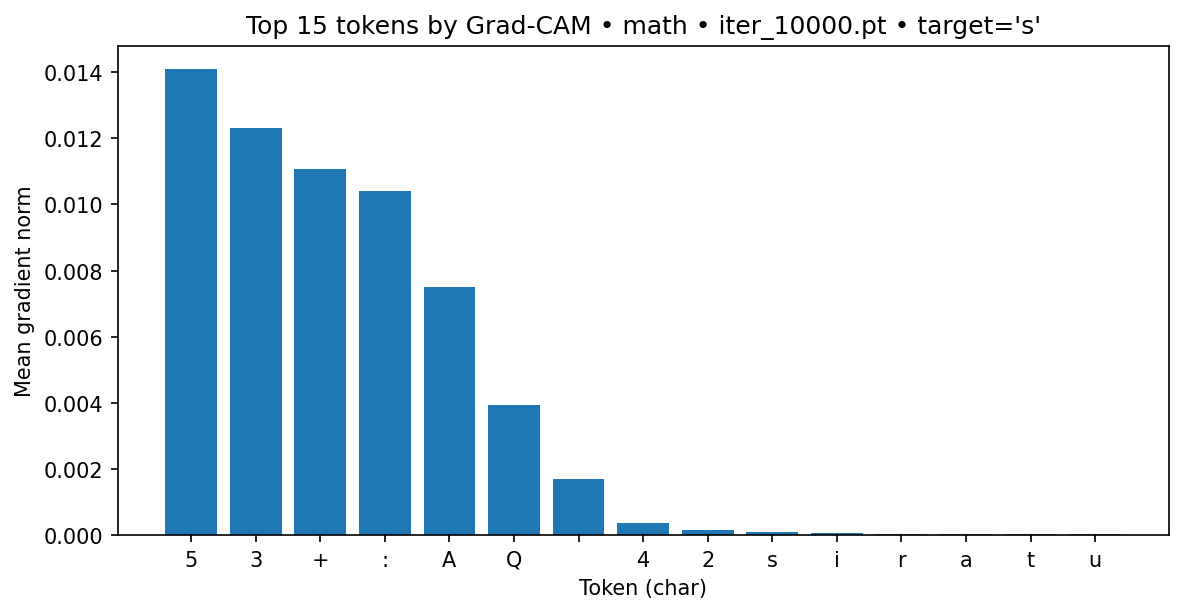 Top 15 tokens by Grad-CAM • math • iter_10000.pt • target='s'
0.014
0.012
0.010
0.008
0.006
0.004
0.002
0.000
Mean gradient norm
5 3 + : A Q 4 2 s i r a t u
Token (char)